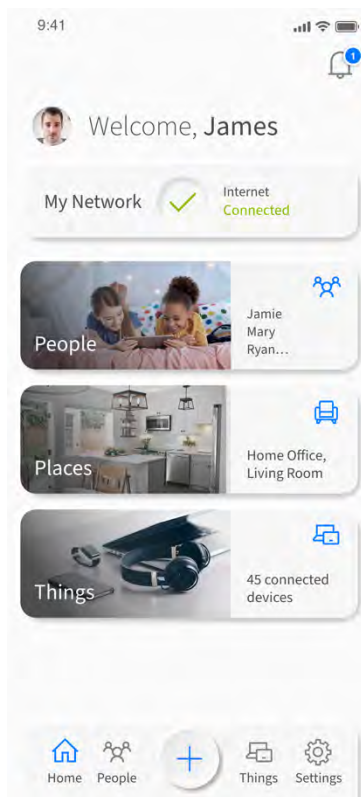 9:41
1
Welcome, James
My Network
Internet
Connected
People
Jamie
Mary
Ryan...
Places
Home Office,
Living Room
Things
45 connected
devices
Home
People
Things
Settings